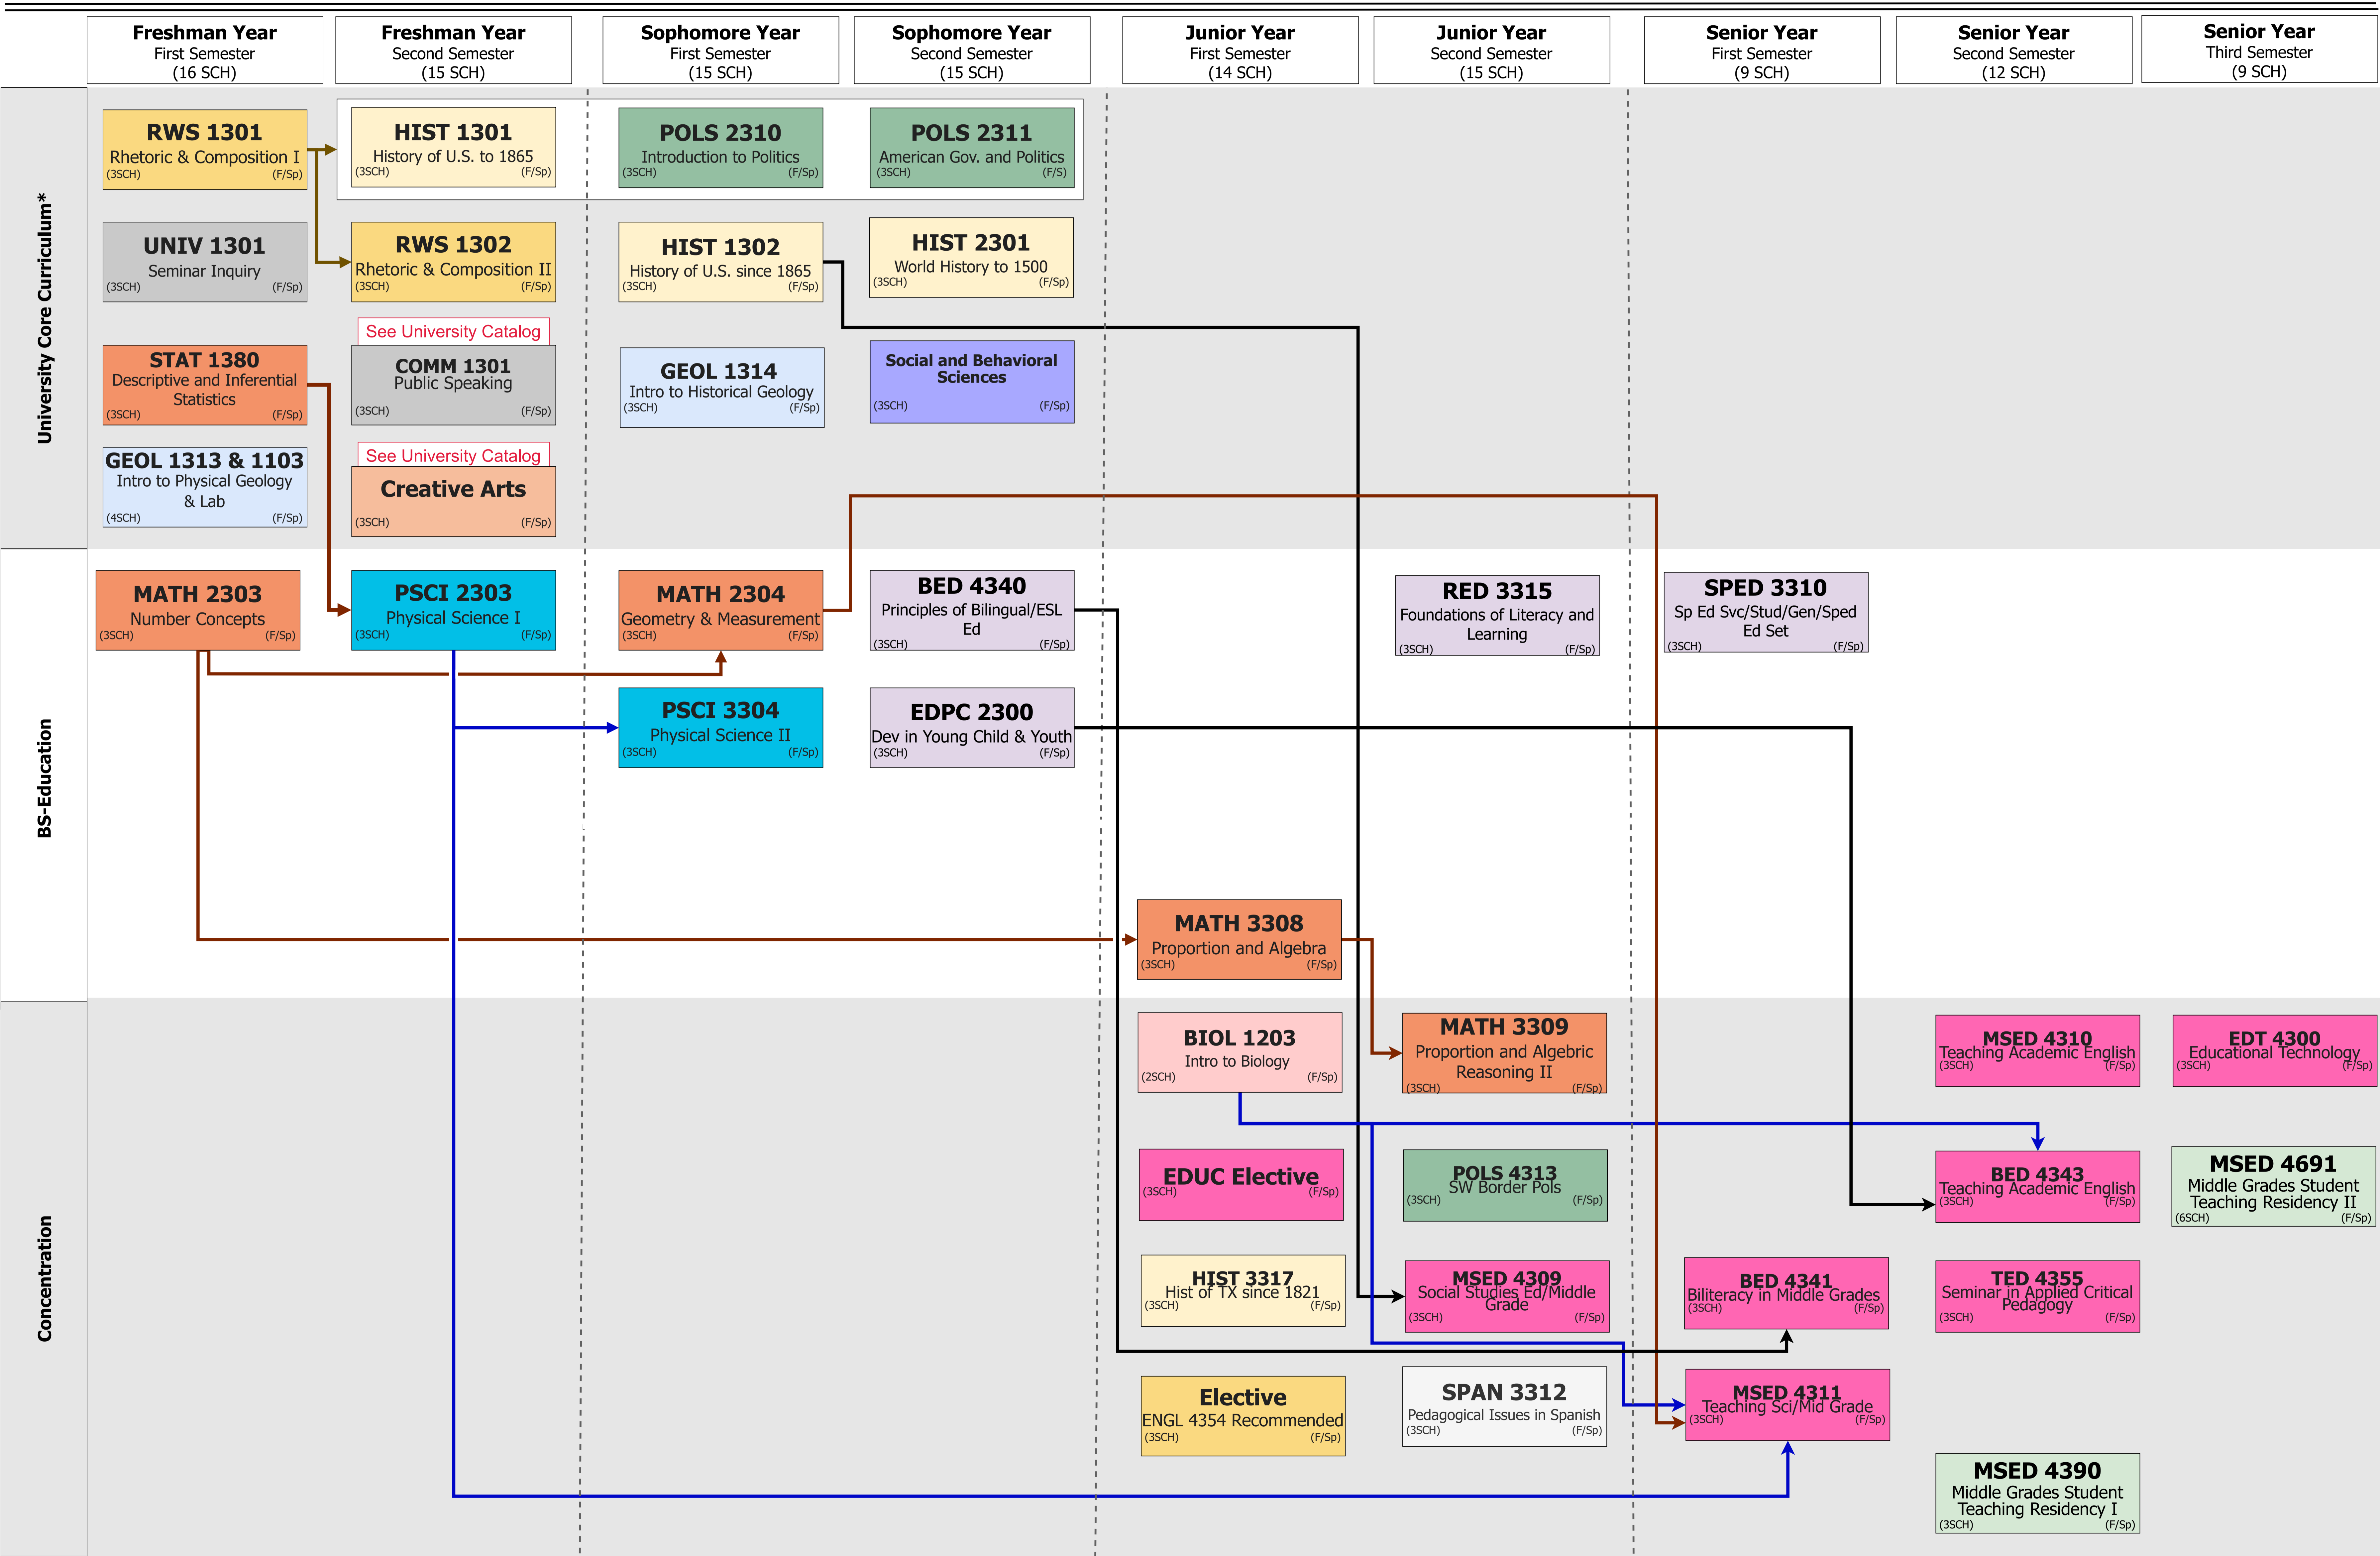 Freshman Year
First Semester
(16 SCH)
Freshman Year
Second Semester
(15 SCH)
Sophomore Year
First Semester
(15 SCH)
Sophomore Year
Second Semester
(15 SCH)
Junior Year
First Semester
(14 SCH)
Junior Year
Second Semester
(15 SCH)
Senior Year
First Semester
(9 SCH)
Senior Year
Second Semester
(12 SCH)
Senior Year
Third Semester
(9 SCH)
University Core Curriculum*
RWS 1301
Rhetoric & Composition I
(3SCH) (F/Sp)
HIST 1301
History of U.S. to 1865
(3SCH) (F/Sp)
POLS 2310
Introduction to Politics
(3SCH) (F/Sp)
POLS 2311
American Gov. and Politics
(3SCH) (F/S)
UNIV 1301
Seminar Inquiry
(3SCH) (F/Sp)
RWS 1302
Rhetoric & Composition II
(3SCH) (F/Sp)
HIST 1302
History of U.S. since 1865
(3SCH) (F/Sp)
HIST 2301
World History to 1500
(3SCH) (F/Sp)
STAT 1380
Descriptive and Inferential
Statistics
(3SCH) (F/Sp)
See University Catalog
COMM 1301
Public Speaking
(3SCH) (F/Sp)
GEOL 1314
Intro to Historical Geology
(3SCH) (F/Sp)
Social and Behavioral
Sciences
(3SCH) (F/Sp)
GEOL 1313 & 1103
Intro to Physical Geology
& Lab
(4SCH) (F/Sp)
See University Catalog
Creative Arts
(3SCH) (F/Sp)
BS-Education
MATH 2303
Number Concepts
(3SCH) (F/Sp)
PSCI 2303
Physical Science I
(3SCH) (F/Sp)
MATH 2304
Geometry & Measurement
(3SCH) (F/Sp)
BED 4340
Principles of Bilingual/ESL
Ed
(3SCH) (F/Sp)
RED 3315
Foundations of Literacy and
Learning
(3SCH) (F/Sp)
SPED 3310
Sp Ed Svc/Stud/Gen/Sped
Ed Set
(3SCH) (F/Sp)
PSCI 3304
Physical Science II
(3SCH) (F/Sp)
EDPC 2300
Dev in Young Child & Youth
(3SCH) (F/Sp)
MATH 3308
Proportion and Algebra
(3SCH) (F/Sp)
Concentration
BIOL 1203
Intro to Biology
(2SCH) (F/Sp)
MATH 3309
Proportion and Algebric
Reasoning II
(3SCH) (F/Sp)
MSED 4310
Teaching Academic English
(3SCH) (F/Sp)
EDT 4300
Educational Technology
(3SCH) (F/Sp)
EDUC Elective
(3SCH) (F/Sp)
POLS 4313
SW Border Pols
(3SCH) (F/Sp)
BED 4343
Teaching Academic English
(3SCH) (F/Sp)
MSED 4691
Middle Grades Student
Teaching Residency II
(6SCH) (F/Sp)
HIST 3317
Hist of TX since 1821
(3SCH) (F/Sp)
MSED 4309
Social Studies Ed/Middle
Grade
(3SCH) (F/Sp)
BED 4341
Biliteracy in Middle Grades
(3SCH) (F/Sp)
TED 4355
Seminar in Applied Critical
Pedagogy
(3SCH) (F/Sp)
Elective
ENGL 4354 Recommended
(3SCH) (F/Sp)
SPAN 3312
Pedagogical Issues in Spanish
(3SCH) (F/Sp)
MSED 4311
Teaching Sci/Mid Grade
(3SCH) (F/Sp)
MSED 4390
Middle Grades Student
Teaching Residency I
(3SCH) (F/Sp)